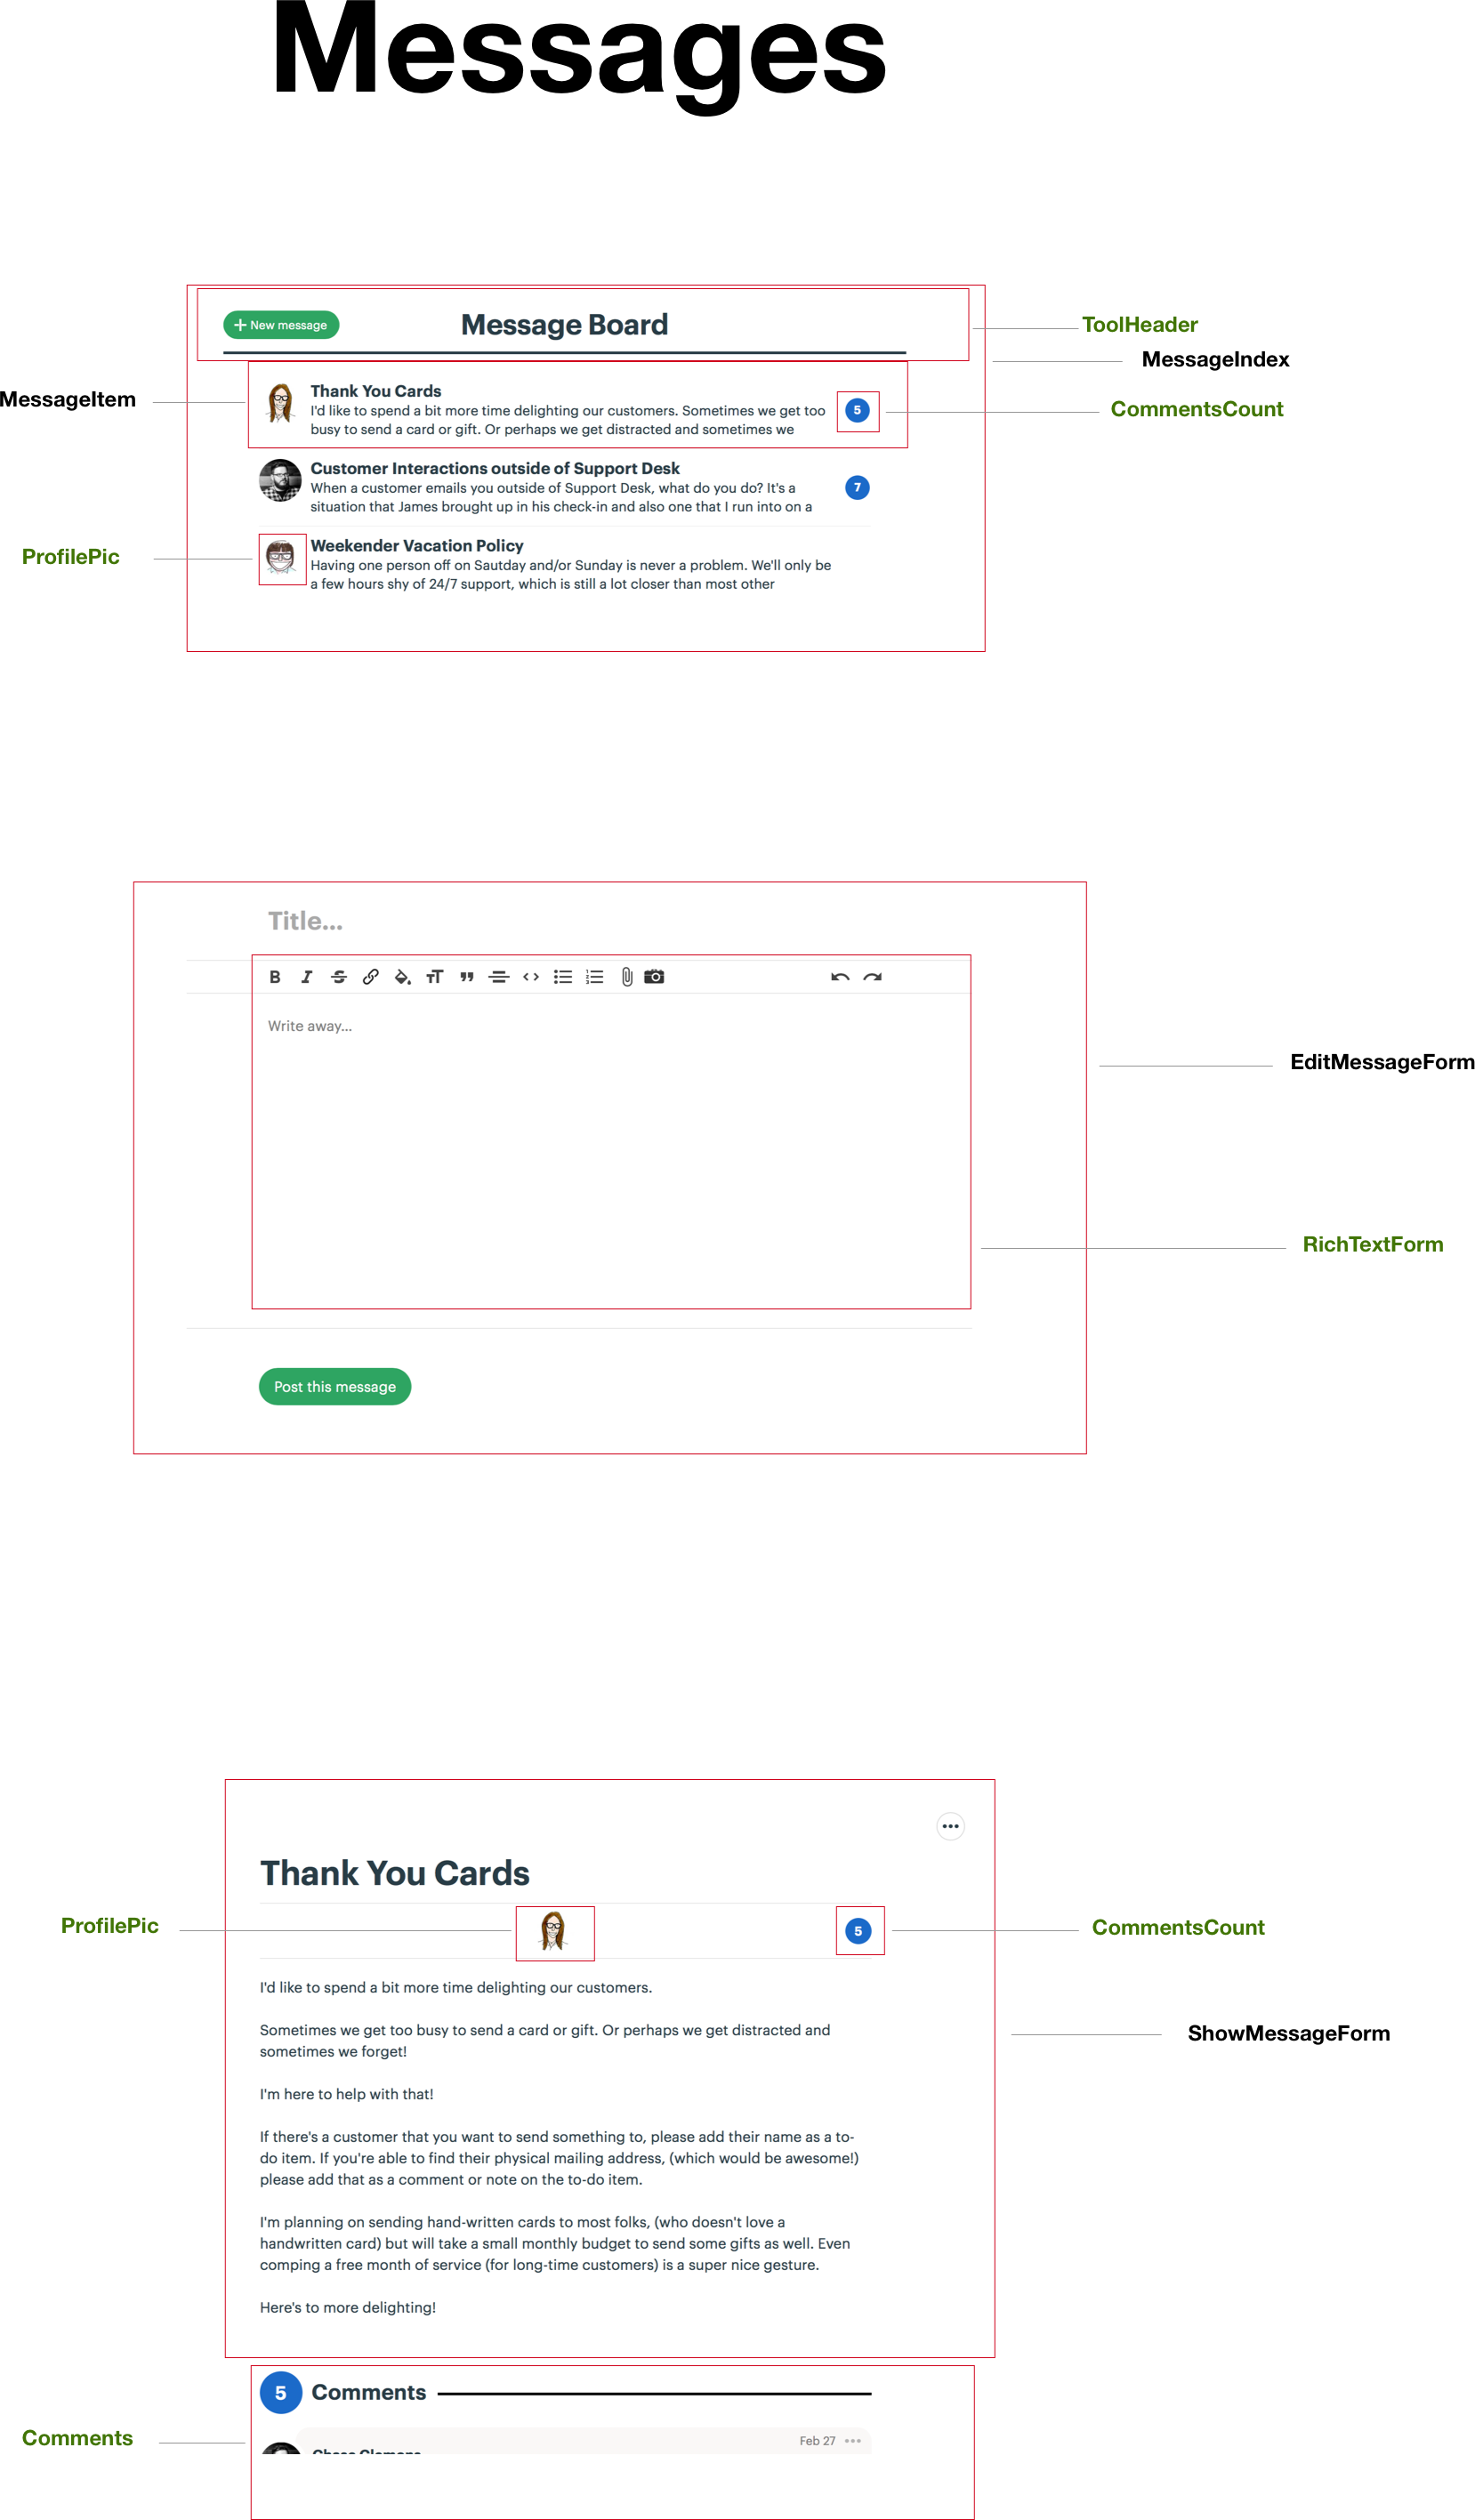 Messages
New message
Message Board
ToolHeader
MessageIndex
MessageItem
Thank You Cards
I'd like to spend a bit more time delighting our customers. Sometimes we get too
busy to send a card or gift. Or perhaps we get distracted and sometimes we
5
CommentsCount
Customer Interactions outside of Support Desk
When a customer emails you outside of Support Desk, what do you do? It's a
situation that James brought up in his check-in and also one that I run into on a
7
ProfilePic
Weekender Vacation Policy
Having one person off on Sautday and/or Sunday is never a problem. We'll only be
a few hours shy of 24/7 support, which is still a lot closer than most other
Title...
Write away...
EditMessageForm
RichTextForm
Post this message
Thank You Cards
ProfilePic
5
CommentsCount
I'd like to spend a bit more time delighting our customers.
Sometimes we get too busy to send a card or gift. Or perhaps we get distracted and
sometimes we forget!
ShowMessageForm
I'm here to help with that!
If there's a customer that you want to send something to, please add their name as a to-
do item. If you're able to find their physical mailing address, (which would be awesome!)
please add that as a comment or note on the to-do item.
I'm planning on sending hand-written cards to most folks, (who doesn't love a
handwritten card) but will take a small monthly budget to send some gifts as well. Even
comping a free month of service (for long-time customers) is a super nice gesture.
Here's to more delighting!
5 Comments
Comments
Feb 27